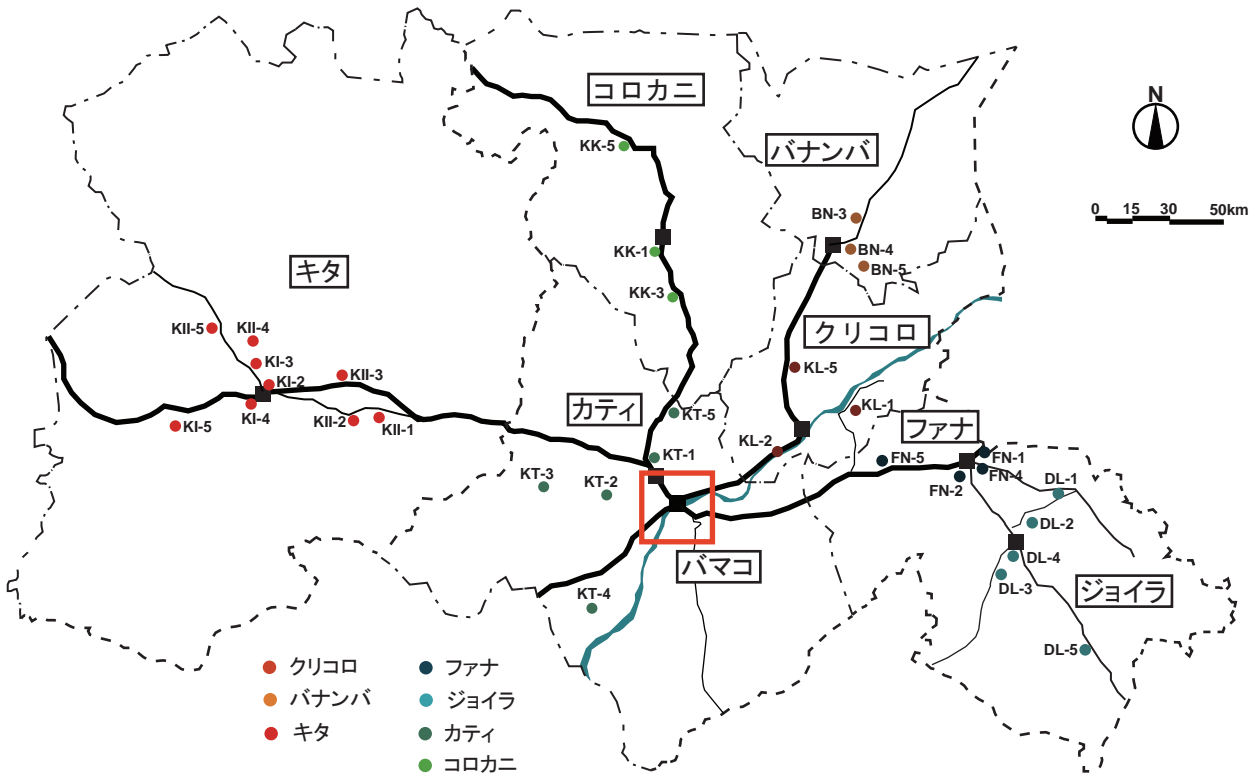 コロカニ
N
KK-5
バナンバ
0 15 30 50km
BN-3
KK-1
BN-4
BN-5
キタ
KK-3
クリコロ
KII-5
KII-4
KI-3
KL-5
KI-2
KII-3
カティ
KT-5
KL-1
KI-4
KII-2
KII-1
KI-5
ファナ
KL-2
KT-1
FN-5
FN-1
KT-3
KT-2
FN-4
FN-2
DL-1
DL-2
バマコ
DL-4
DL-3
ジョイラ
KT-4
DL-5
クリコロ
バナンバ
キタ
ファナ
ジョイラ
カティ
コロカニ